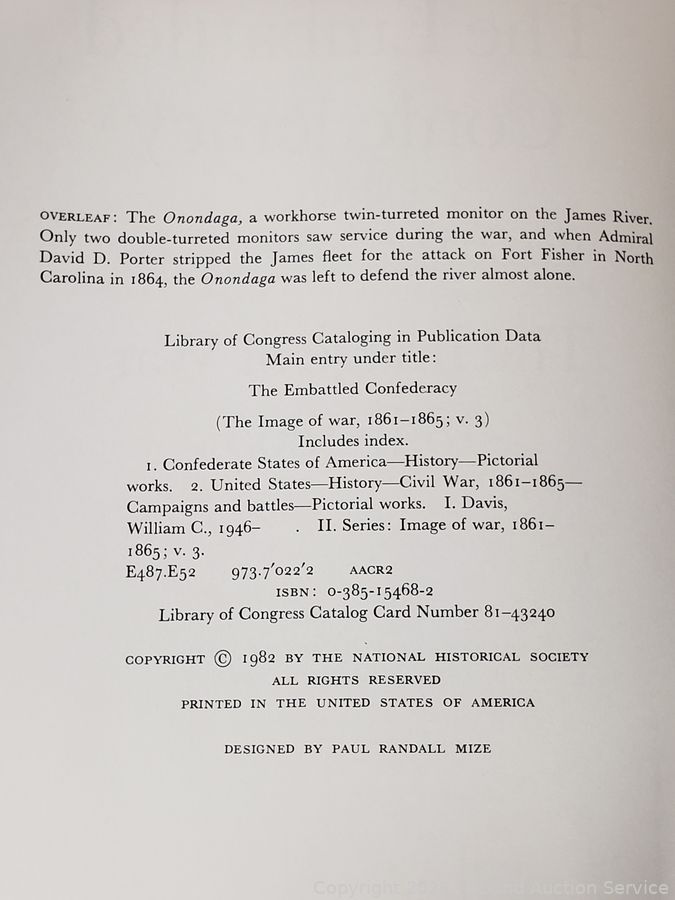 OVERLEAF: The Onondaga, a workhorse twin-turreted monitor on the James River.
Only two double-turreted monitors saw service during the war, and when Admiral
David D. Porter stripped the James fleet for the attack on Fort Fisher in North
Carolina in 1864, the Onondaga was left to defend the river almost alone.
Library of Congress Cataloging in Publication Data
Main entry under title:
The Embattled Confederacy
(The Image of war, 1861–1865; v. 3)
Includes index.
1. Confederate States of America—History—Pictorial
works. 2. United States—History—Civil War, 1861–1865—
Campaigns and battles—Pictorial works. I. Davis,
William C., 1946– . II. Series: Image of war, 1861–
1865; v. 3.
E487.E52 973.7′022′2 AACR2
ISBN: 0-385-15468-2
Library of Congress Catalog Card Number 81–43240
COPYRIGHT © 1982 BY THE NATIONAL HISTORICAL SOCIETY
ALL RIGHTS RESERVED
PRINTED IN THE UNITED STATES OF AMERICA
DESIGNED BY PAUL RANDALL MIZE
Copyright Auction Service